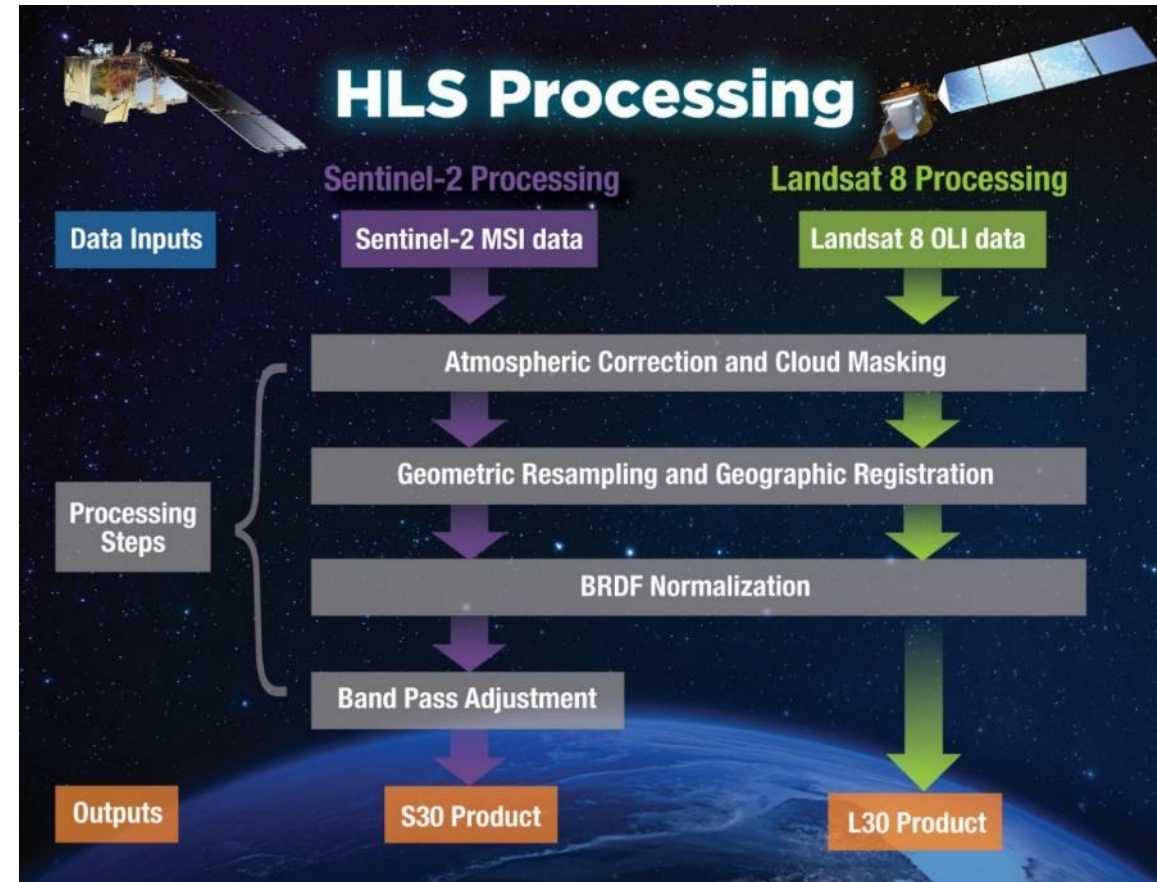 HLS Processing
Sentinel-2 Processing
Landsat 8 Processing
Data Inputs
Sentinel-2 MSI data
Landsat 8 OLI data
Atmospheric Correction and Cloud Masking
Geometric Resampling and Geographic Registration
Processing
Steps
BRDF Normalization
Band Pass Adjustment
Outputs
S30 Product
L30 Product